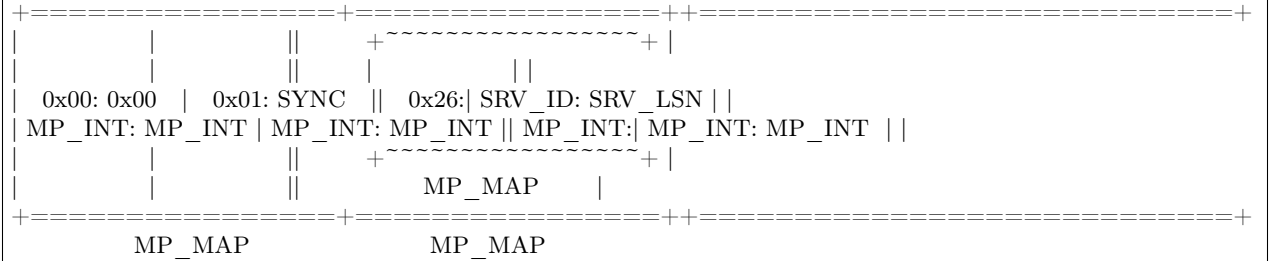 +================+================++============================+
| | || +~~~~~~~~~~~~~~~~~+ |
| | || | | |
| 0x00: 0x00 | 0x01: SYNC || 0x26:| SRV_ID: SRV_LSN | |
| MP_INT: MP_INT | MP_INT: MP_INT || MP_INT:| MP_INT: MP_INT | |
| | || +~~~~~~~~~~~~~~~~~+ |
| | || MP_MAP |
+================+================++============================+
MP_MAP MP_MAP